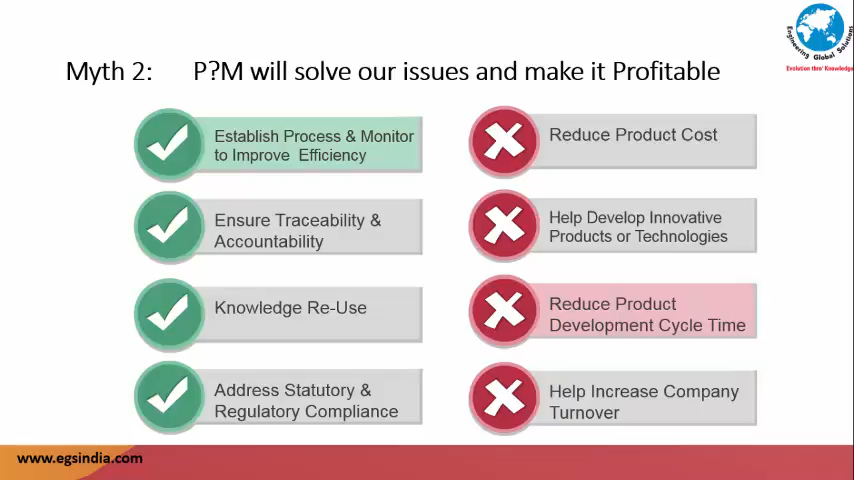 Engineering Global Solutions
Evolution thro' Knowledge
Myth 2: P?M will solve our issues and make it Profitable
Establish Process & Monitor
to Improve Efficiency
Reduce Product Cost
Ensure Traceability &
Accountability
Help Develop Innovative
Products or Technologies
Knowledge Re-Use
Reduce Product
Development Cycle Time
Address Statutory &
Regulatory Compliance
Help Increase Company
Turnover
www.egsindia.com